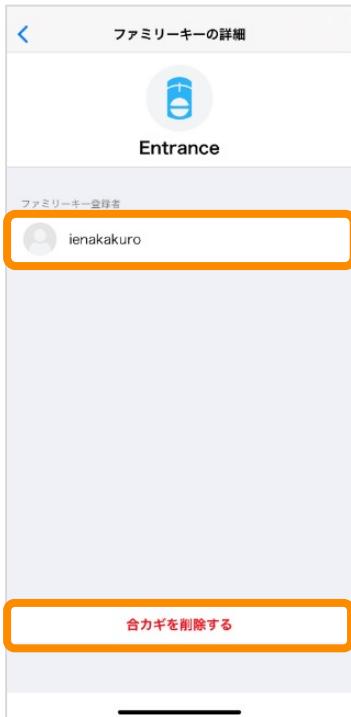 ファミリーキーの詳細
Entrance
ファミリーキー登録者
ienakakuro
合カギを削除する